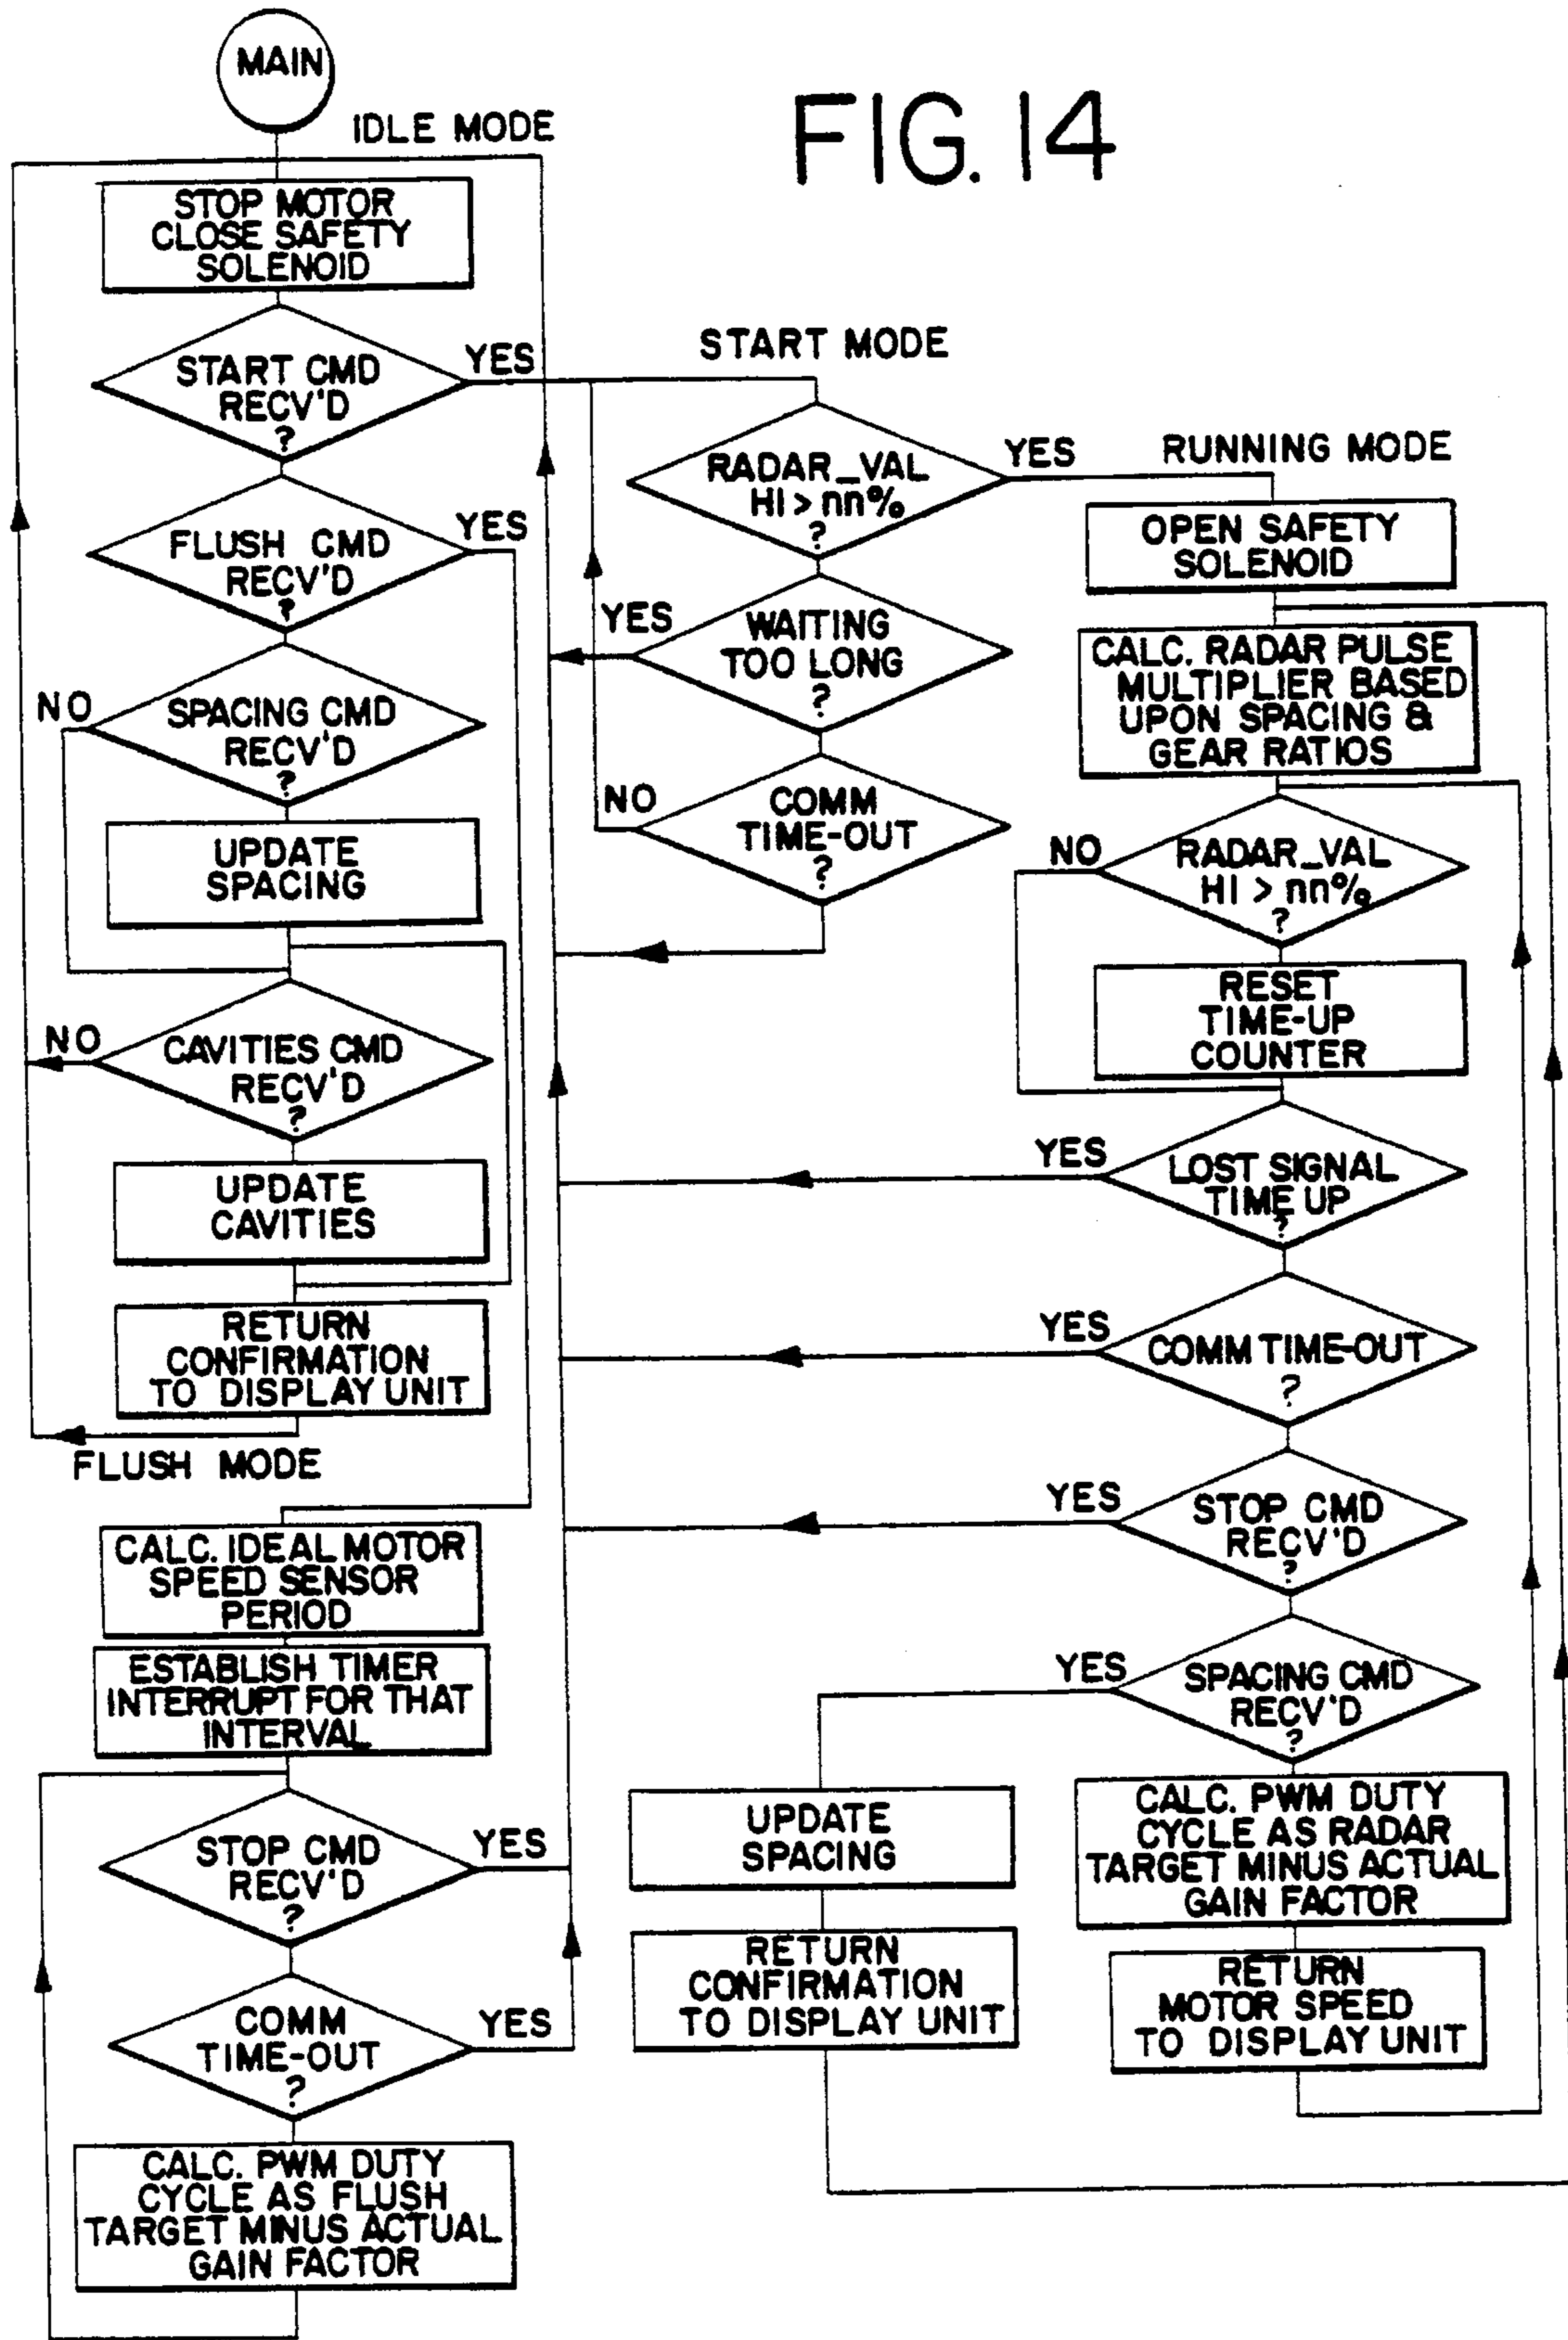 MAIN
FIG. 14
IDLE MODE
STOP MOTOR
CLOSE SAFETY
SOLENOID
START CMD
RECV'D
?
YES
FLUSH CMD
RECV'D
?
YES
SPACING CMD
RECV'D
?
NO
UPDATE
SPACING
CAVITIES CMD
RECV'D
?
NO
UPDATE
CAVITIES
RETURN
CONFIRMATION
TO DISPLAY UNIT
FLUSH MODE
CALC. IDEAL MOTOR
SPEED SENSOR
PERIOD
ESTABLISH TIMER
INTERRUPT FOR THAT
INTERVAL
STOP CMD
RECV'D
?
YES
COMM
TIME-OUT
?
YES
CALC. PWM DUTY
CYCLE AS FLUSH
TARGET MINUS ACTUAL
GAIN FACTOR
START MODE
RADAR_VAL
HI > nn%
?
YES
WAITING
TOO LONG
?
YES
COMM
TIME-OUT
?
NO
RUNNING MODE
OPEN SAFETY
SOLENOID
CALC. RADAR PULSE
MULTIPLIER BASED
UPON SPACING &
GEAR RATIOS
RADAR_VAL
HI > nn%
?
NO
RESET
TIME-UP
COUNTER
LOST SIGNAL
TIME UP
?
YES
COMM TIME-OUT
?
YES
STOP CMD
RECV'D
?
YES
SPACING CMD
RECV'D
?
YES
UPDATE
SPACING
RETURN
CONFIRMATION
TO DISPLAY UNIT
CALC. PWM DUTY
CYCLE AS RADAR
TARGET MINUS ACTUAL
GAIN FACTOR
RETURN
MOTOR SPEED
TO DISPLAY UNIT